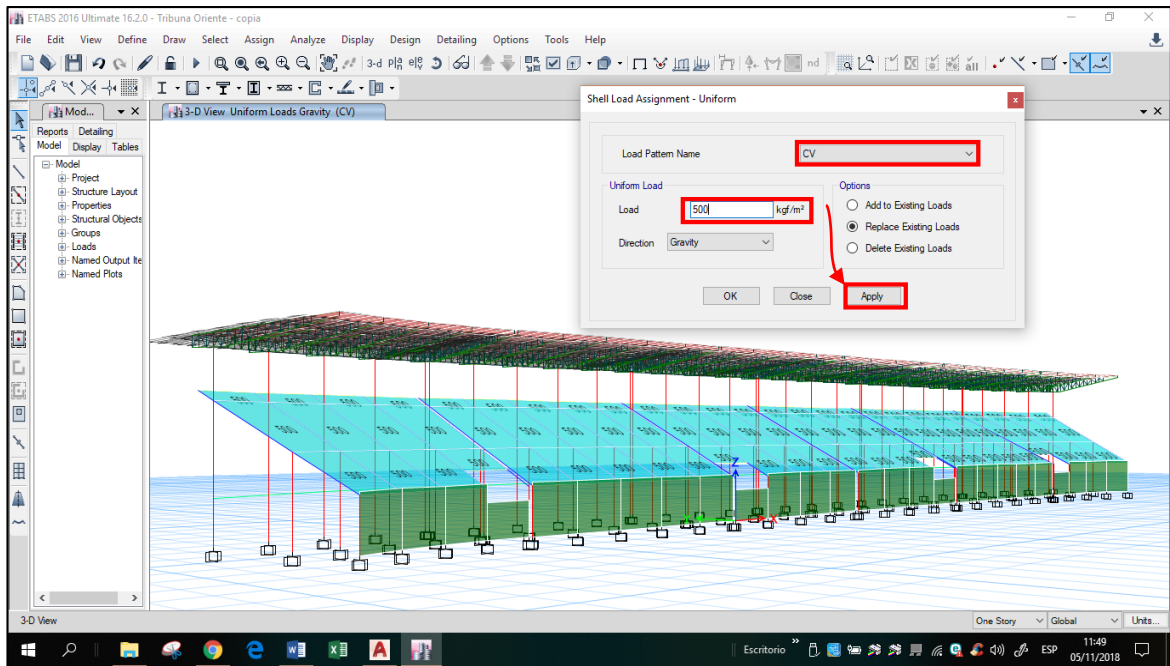 ETABS 2016 Ultimate 16.2.0 - Tribuna Oriente - copia
File Edit View Define Draw Select Assign Analyze Display Design Detailing Options Tools Help
3-d
nd
all
Mod...
3-D View Uniform Loads Gravity (CV)
Reports Detailing
Model Display Tables
Model
Project
Structure Layout
Properties
Structural Objects
Groups
Loads
Named Output Ite
Named Plots
Shell Load Assignment - Uniform
Load Pattern Name CV
Uniform Load
Load 500 kgf/m²
Direction Gravity
Options
Add to Existing Loads
Replace Existing Loads
Delete Existing Loads
OK Close Apply
Z
X
3-D View
One Story Global Units...
Escritorio ESP 11:49
05/11/2018